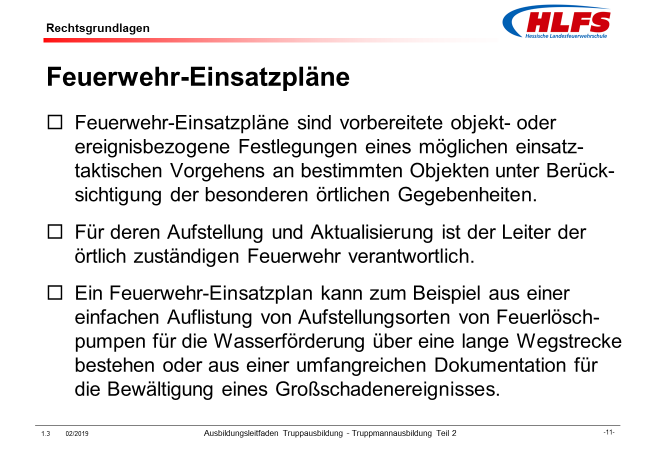 Rechtsgrundlagen
HLFS
Hessische Landesfeuerwehrschule
Feuerwehr-Einsatzpläne
Feuerwehr-Einsatzpläne sind vorbereitete objekt- oder
ereignisbezogene Festlegungen eines möglichen einsatz-
taktischen Vorgehens an bestimmten Objekten unter Berück-
sichtigung der besonderen örtlichen Gegebenheiten.
Für deren Aufstellung und Aktualisierung ist der Leiter der
örtlich zuständigen Feuerwehr verantwortlich.
Ein Feuerwehr-Einsatzplan kann zum Beispiel aus einer
einfachen Auflistung von Aufstellungsorten von Feuerlösch-
pumpen für die Wasserförderung über eine lange Wegstrecke
bestehen oder aus einer umfangreichen Dokumentation für
die Bewältigung eines Großschadenereignisses.
1.3 02/2019 Ausbildungsleitfaden Truppausbildung - Truppmannausbildung Teil 2 -11-